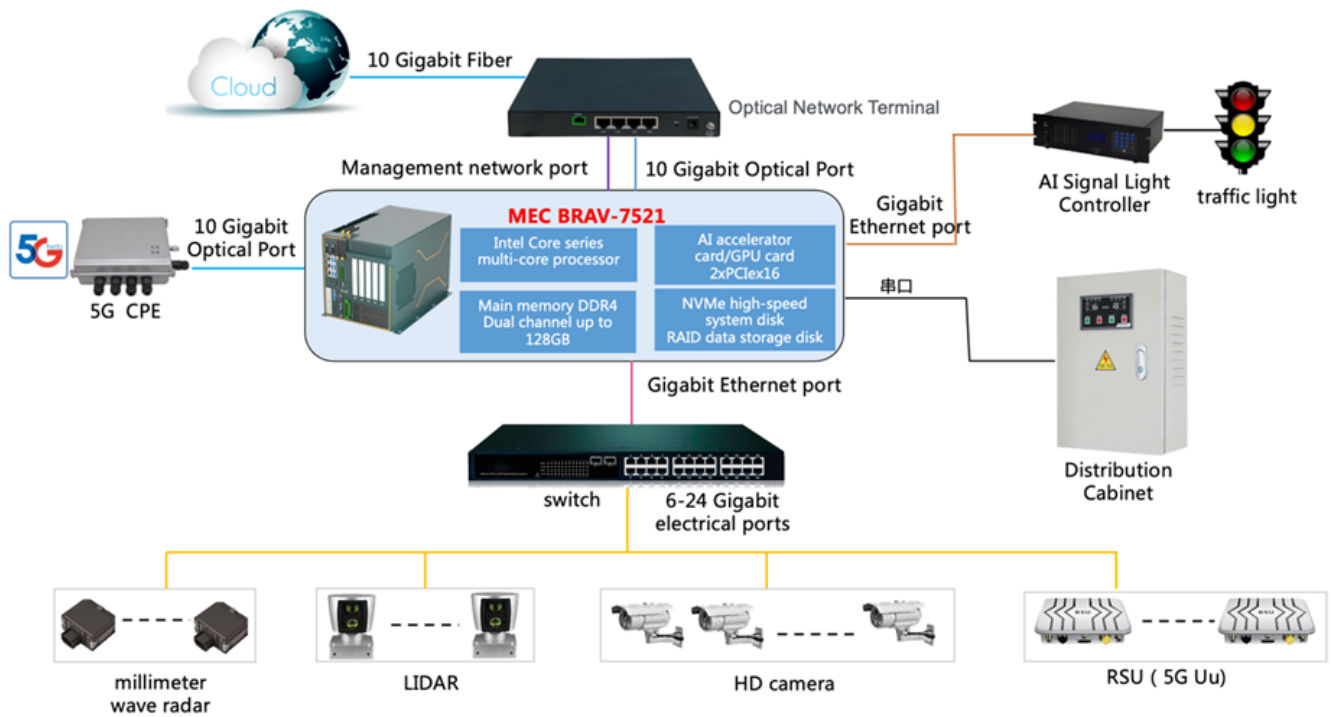 Cloud
10 Gigabit Fiber
Optical Network Terminal
Management network port
10 Gigabit Optical Port
AI Signal Light
Controller
traffic light
5G
hello
5G CPE
10 Gigabit
Optical Port
MEC BRAV-7521
Intel Core series
multi-core processor
AI accelerator
card/GPU card
2xPCIex16
Main memory DDR4
Dual channel up to
128GB
NVMe high-speed
system disk
RAID data storage disk
Gigabit
Ethernet port
串口
Distribution
Cabinet
Gigabit Ethernet port
switch
6-24 Gigabit
electrical ports
millimeter
wave radar
LIDAR
HD camera
RSU
RSU
RSU ( 5G Uu)